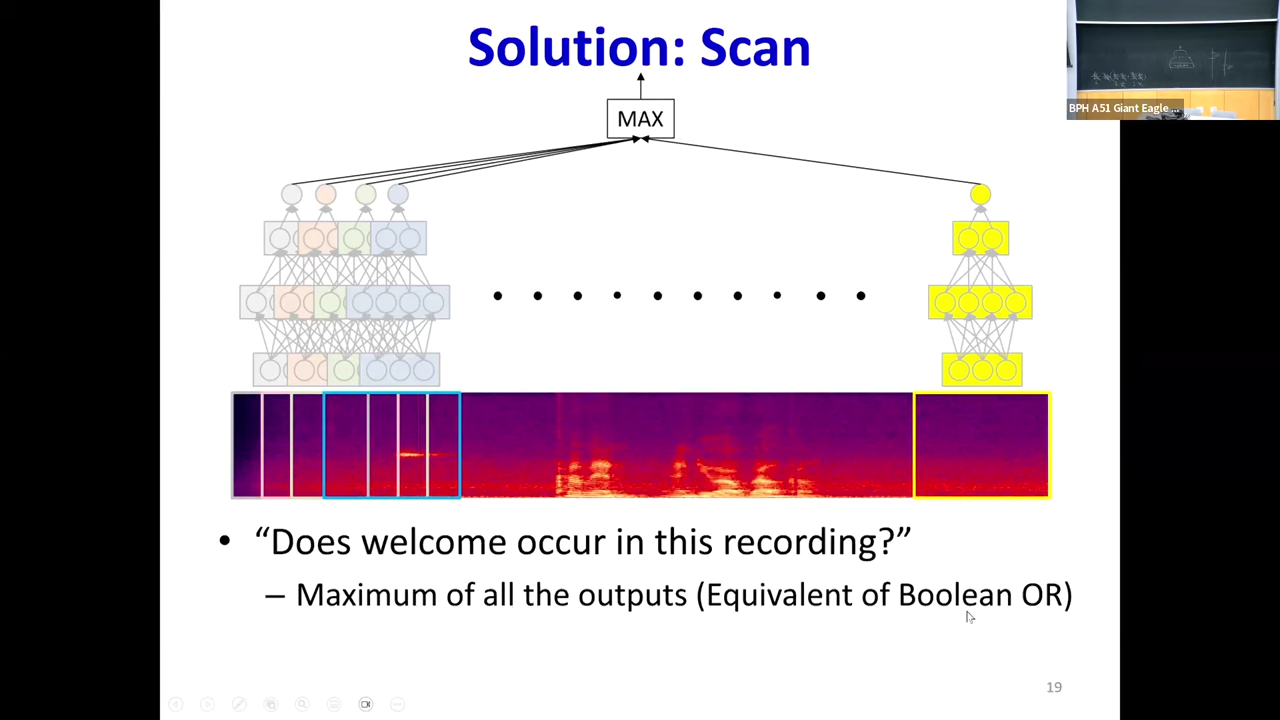 Solution: Scan
BPH A51 Giant Eagle ...
MAX
• “Does welcome occur in this recording?”
– Maximum of all the outputs (Equivalent of Boolean OR)
19